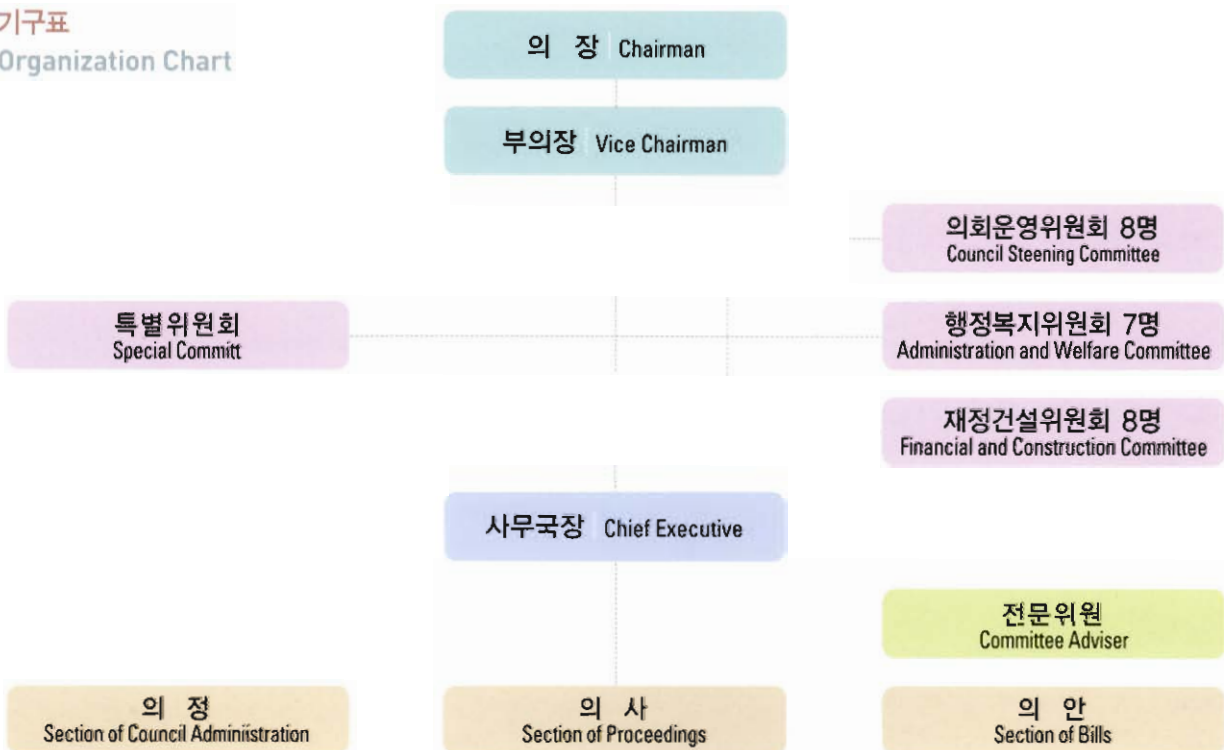 기구표
Organization Chart
의 장 Chairman
부의장 Vice Chairman
의회운영위원회 8명
Council Steening Committee
특별위원회
Special Committ
행정복지위원회 7명
Administration and Welfare Committee
재정건설위원회 8명
Financial and Construction Committee
사무국장 Chief Executive
전문위원
Committee Adviser
의 정
Section of Council Adminiistration
의 사
Section of Proceedings
의 안
Section of Bills